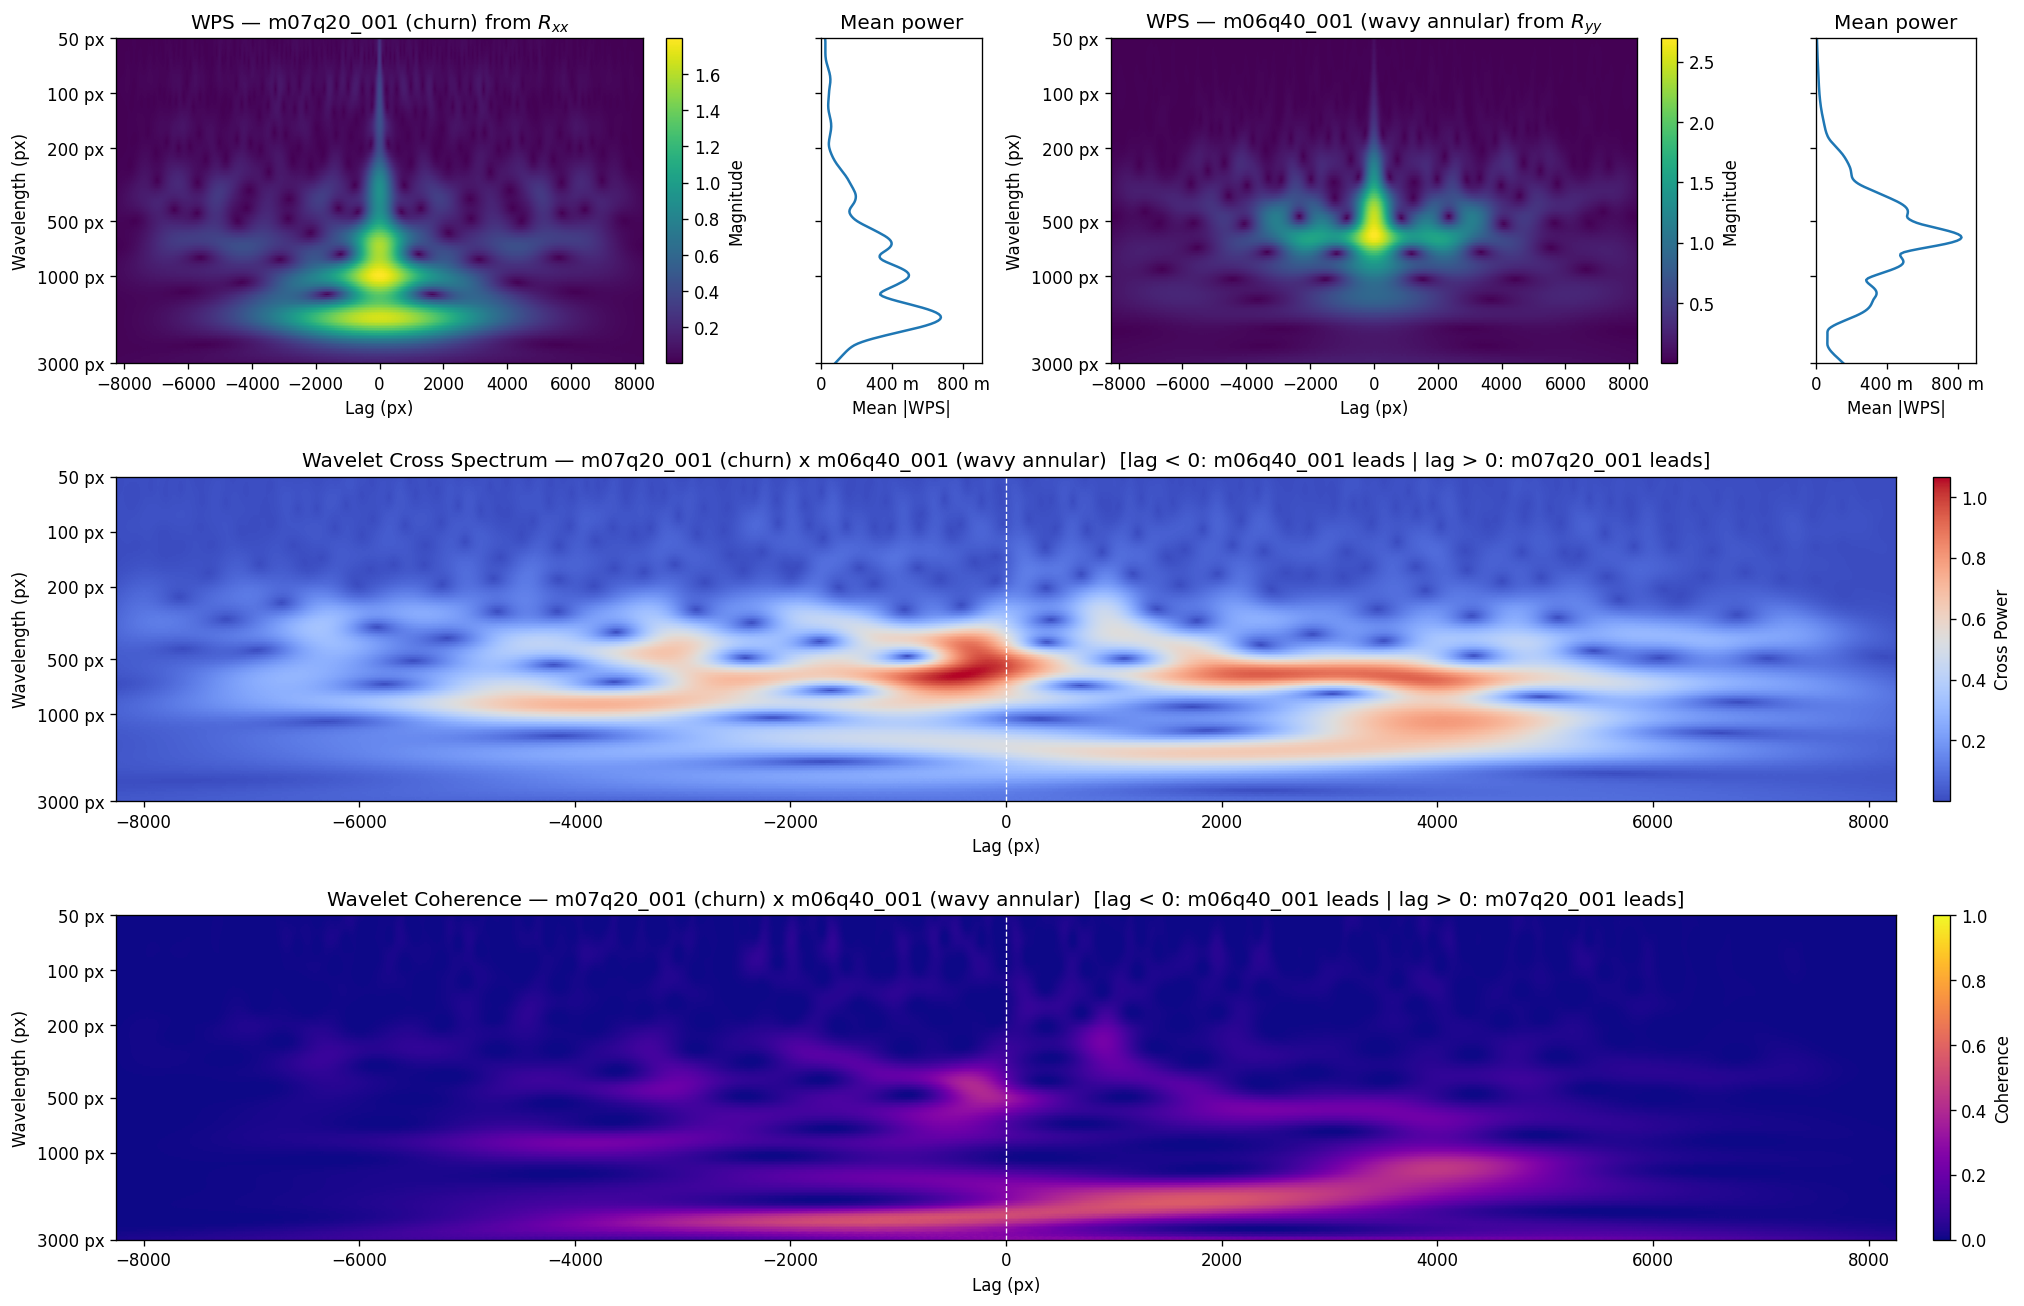 WPS — m07q20_001 (churn) from Rxx
50 px
100 px
200 px
500 px
1000 px
3000 px
Wavelength (px)
−8000 −6000 −4000 −2000 0 2000 4000 6000 8000
Lag (px)
1.6
1.4
1.2
1.0
0.8
0.6
0.4
0.2
Magnitude
Mean power
0 400 m 800 m
Mean |WPS|
WPS — m06q40_001 (wavy annular) from Ryy
50 px
100 px
200 px
500 px
1000 px
3000 px
Wavelength (px)
−8000 −6000 −4000 −2000 0 2000 4000 6000 8000
Lag (px)
2.5
2.0
1.5
1.0
0.5
Magnitude
Mean power
0 400 m 800 m
Mean |WPS|
Wavelet Cross Spectrum — m07q20_001 (churn) x m06q40_001 (wavy annular) [lag < 0: m06q40_001 leads | lag > 0: m07q20_001 leads]
50 px
100 px
200 px
500 px
1000 px
3000 px
Wavelength (px)
−8000 −6000 −4000 −2000 0 2000 4000 6000 8000
Lag (px)
1.0
0.8
0.6
0.4
0.2
Cross Power
Wavelet Coherence — m07q20_001 (churn) x m06q40_001 (wavy annular) [lag < 0: m06q40_001 leads | lag > 0: m07q20_001 leads]
50 px
100 px
200 px
500 px
1000 px
3000 px
Wavelength (px)
−8000 −6000 −4000 −2000 0 2000 4000 6000 8000
Lag (px)
1.0
0.8
0.6
0.4
0.2
0.0
Coherence